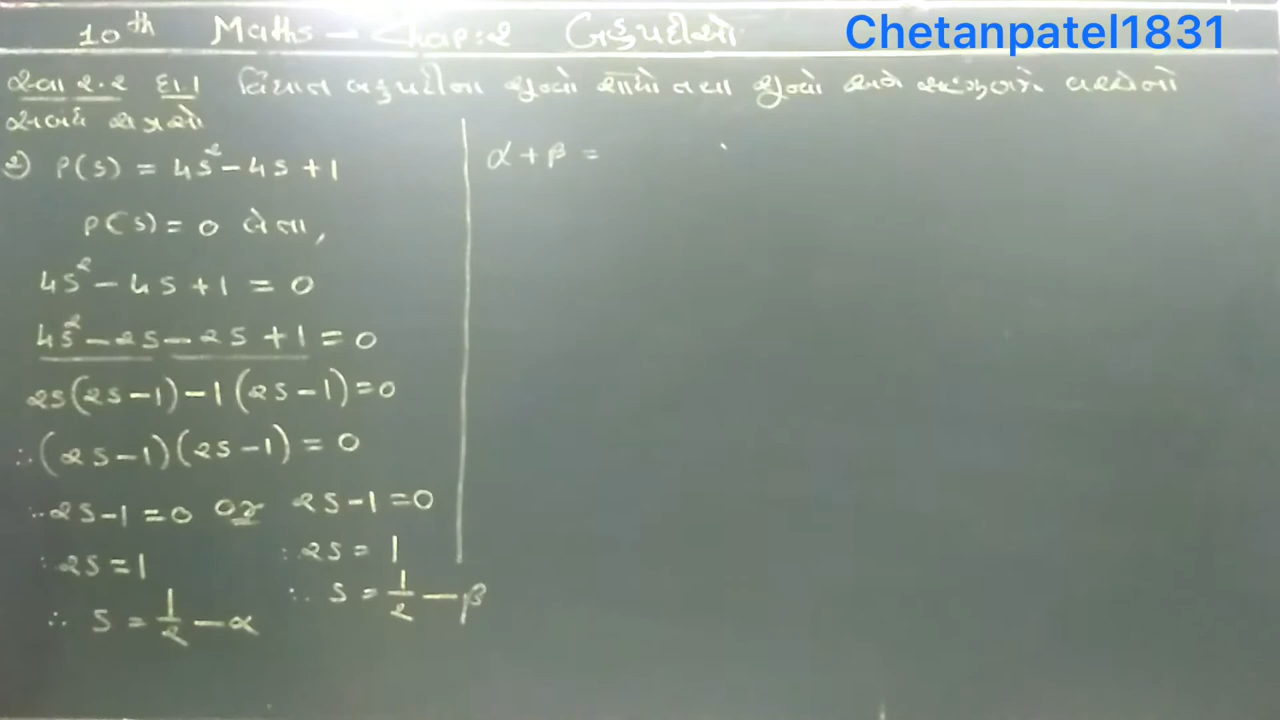 10th Maths - Chap:2 બહુપદીઓ
Chetanpatel1831
સ્વા ૨.૨ દા.1 દ્વિઘાત બહુપદીના શૂન્યો શોધો તથા શૂન્યો અને સહગુણકો વચ્ચેનો
સંબંધ ચકાસો
2) P(s) = 4s² - 4s + 1
P(s) = 0 લેતા,
4s² - 4s + 1 = 0
4s² - 2s - 2s + 1 = 0
2s(2s-1) - 1(2s-1) = 0
∴ (2s-1)(2s-1) = 0
∴ 2s-1 = 0 Or 2s-1 = 0
∴ 2s = 1 ∴ 2s = 1
∴ s = 1/2 - α ∴ s = 1/2 - β
α + β =